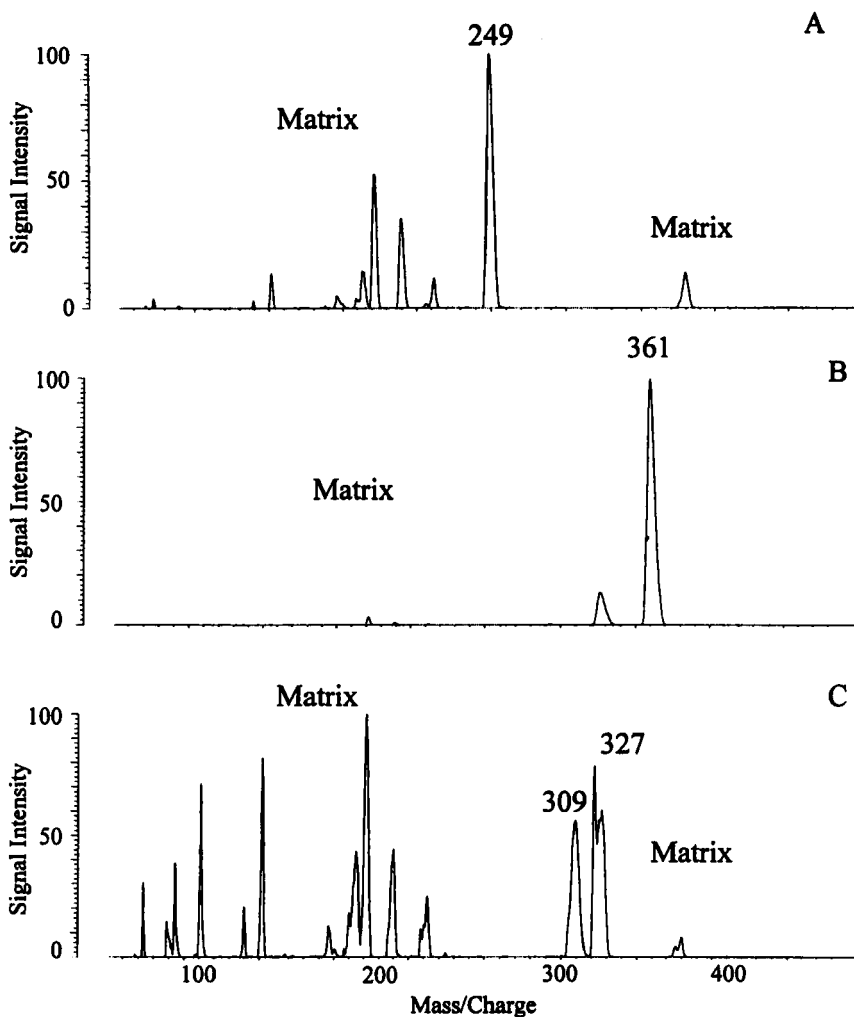 A
249
100
Matrix
Signal Intensity
50
Matrix
0
361
B
100
Signal Intensity
Matrix
50
0
Matrix
C
100
327
309
Signal Intensity
50
Matrix
0
100 200 300 400
Mass/Charge